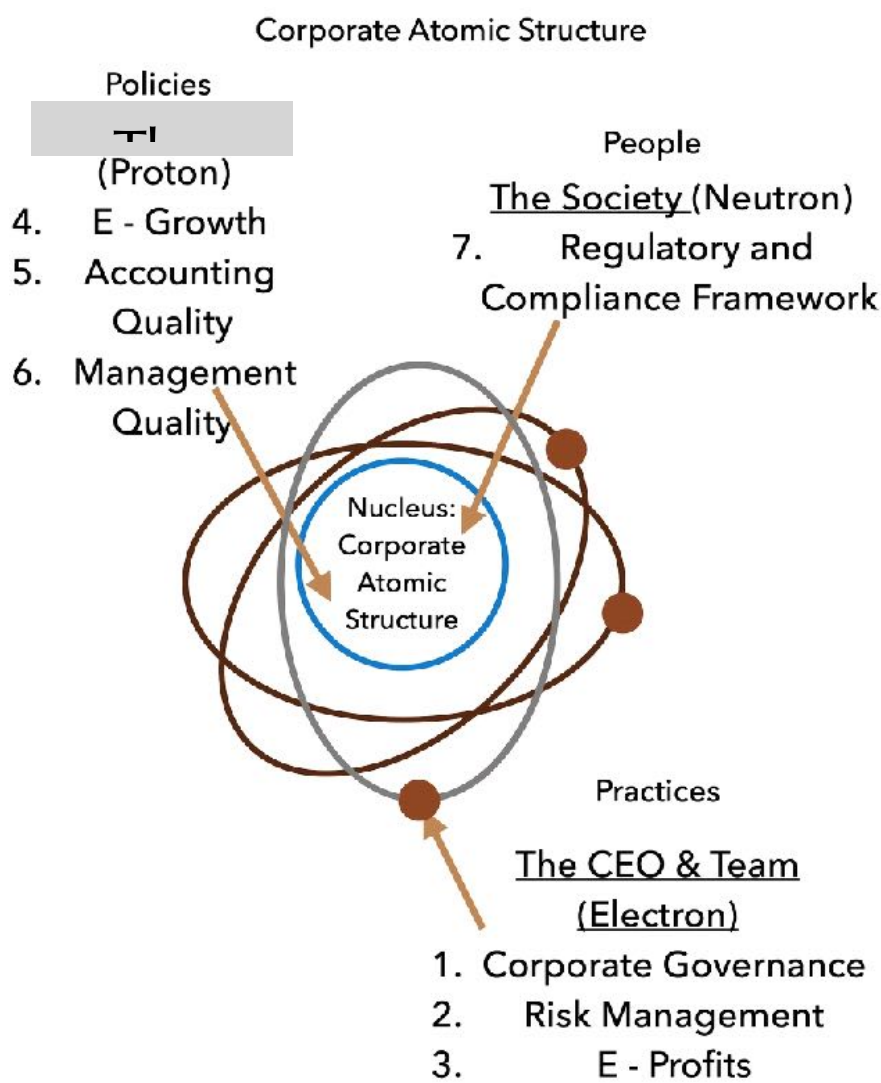 Corporate Atomic Structure
Policies
(Proton)
4. E - Growth
5. Accounting
Quality
6. Management
Quality
People
The Society (Neutron)
7. Regulatory and
Compliance Framework
Nucleus:
Corporate
Atomic
Structure
Practices
The CEO & Team
(Electron)
1. Corporate Governance
2. Risk Management
3. E - Profits